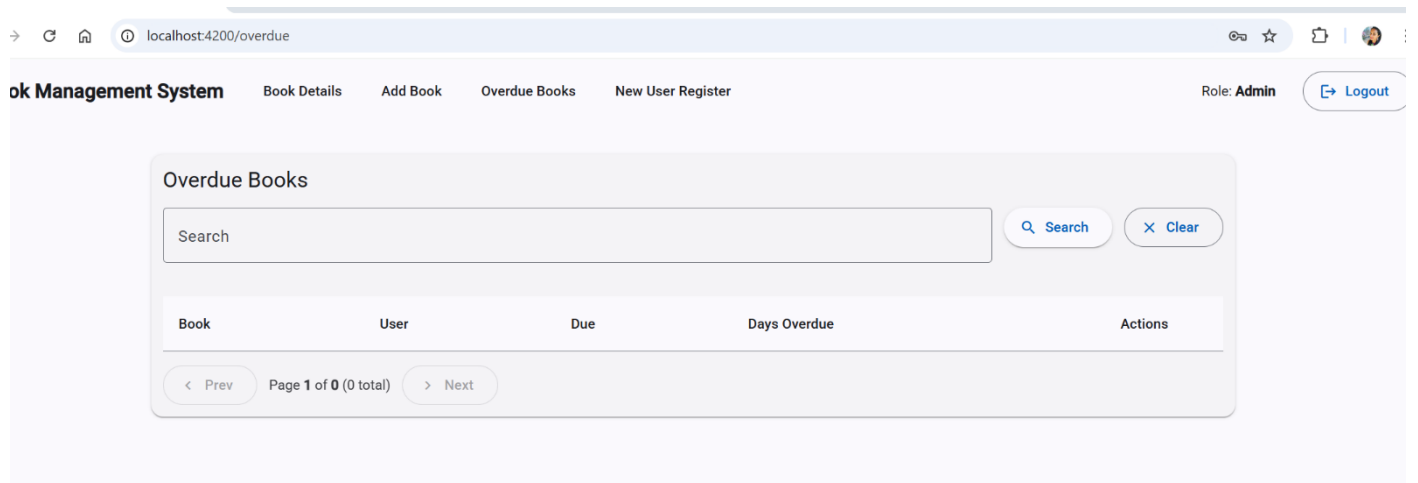 localhost:4200/overdue
ok Management System Book Details Add Book Overdue Books New User Register Role: Admin Logout
Overdue Books
Search Search Clear
Book User Due Days Overdue Actions
Prev Page 1 of 0 (0 total) Next